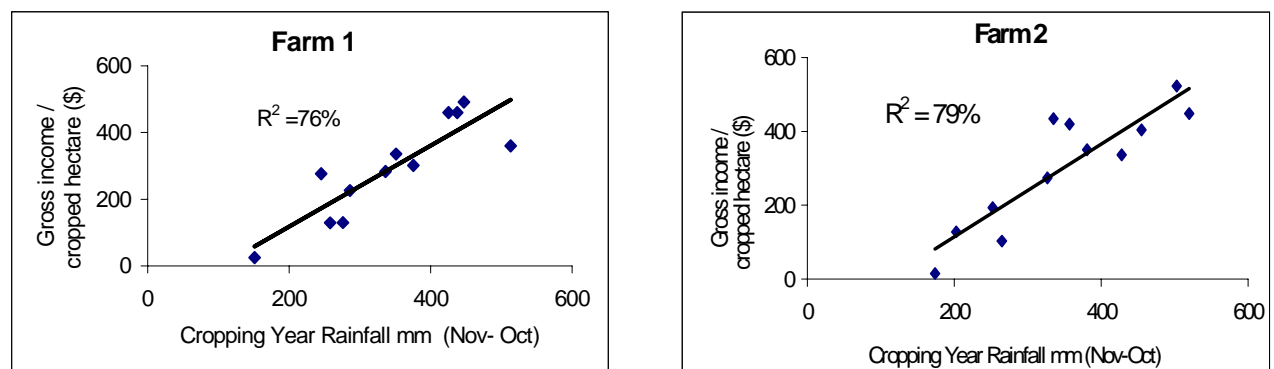 Farm 1
Gross income /
cropped hectare ($)
600
400
200
0
R² =76%
0 200 400 600
Cropping Year Rainfall mm (Nov- Oct)
Farm 2
Gross income /
cropped hectare ($)
600
400
200
0
R² = 79%
0 200 400 600
Cropping Year Rainfall mm (Nov-Oct)